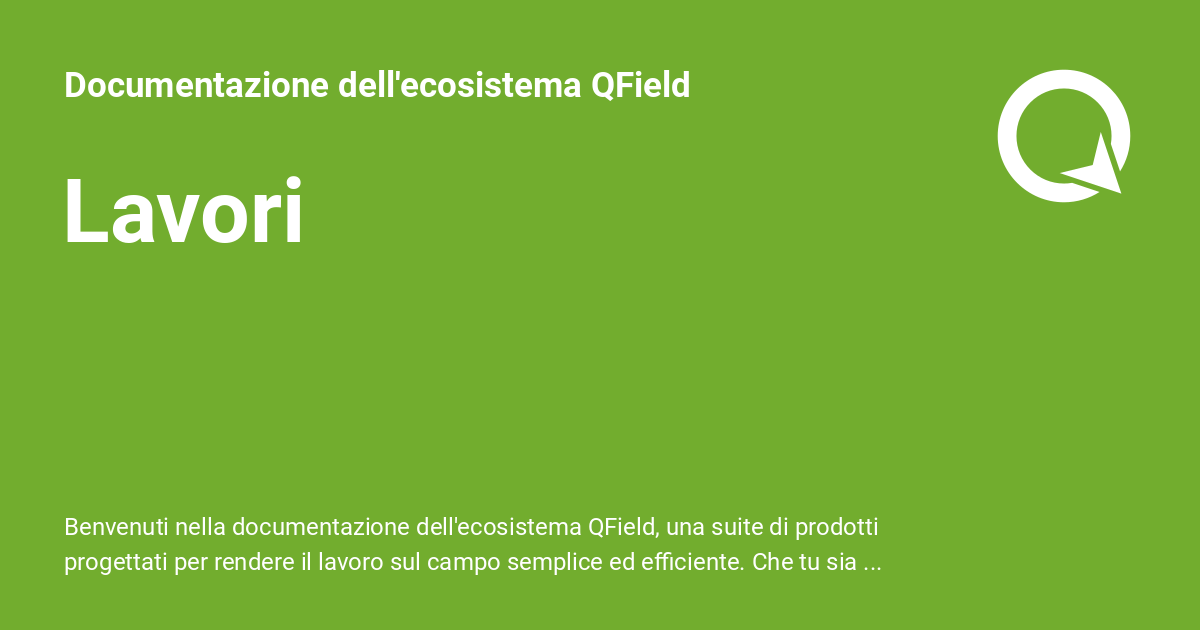 Documentazione dell'ecosistema QField
Lavori
Benvenuti nella documentazione dell'ecosistema QField, una suite di prodotti
progettati per rendere il lavoro sul campo semplice ed efficiente. Che tu sia ...